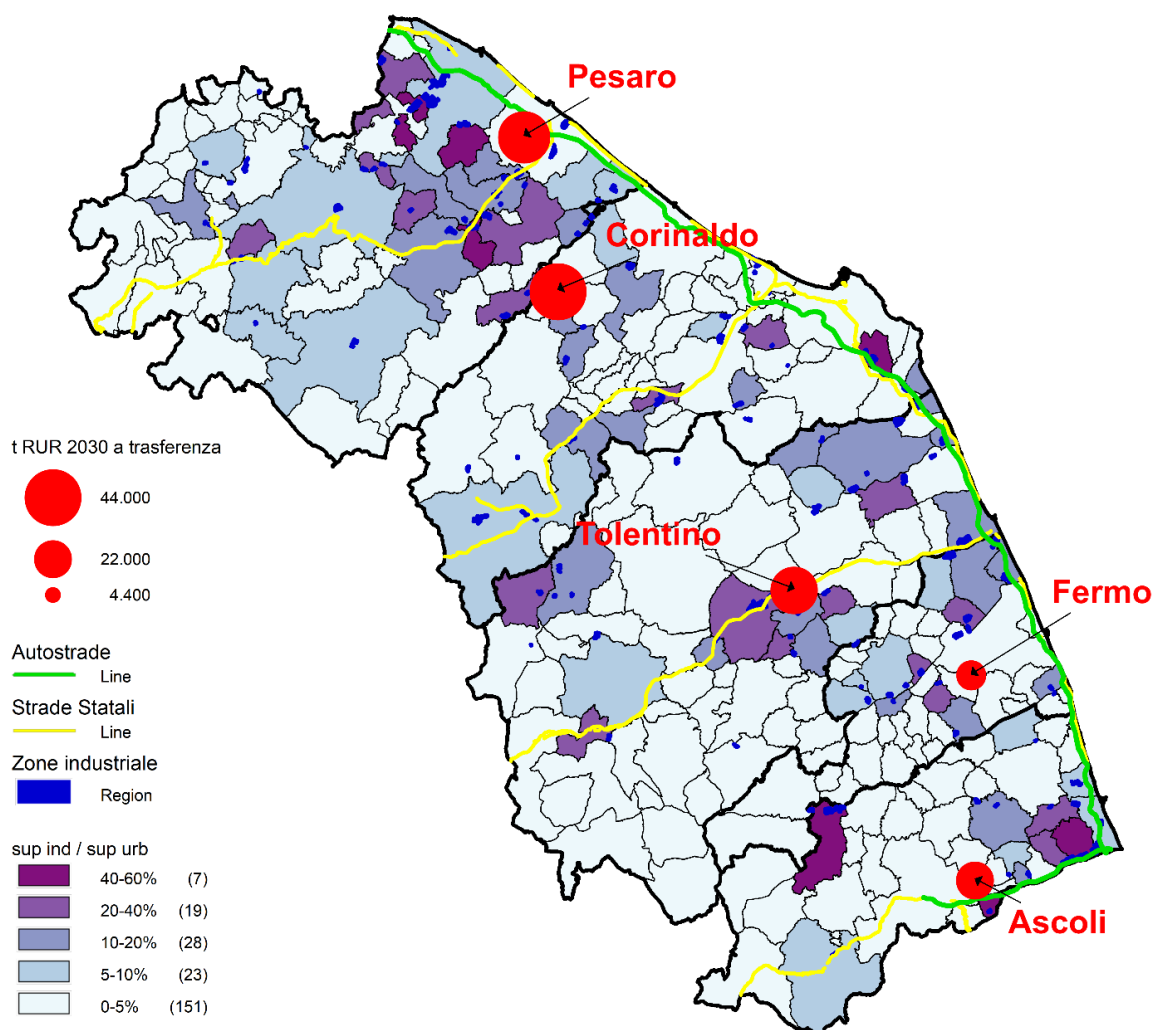 Pesaro
Corinaldo
t RUR 2030 a trasferenza
44.000
22.000
4.400
Tolentino
Fermo
Autostrade
Line
Strade Statali
Line
Zone industriale
Region
sup ind / sup urb
40-60% (7)
20-40% (19)
10-20% (28)
5-10% (23)
0-5% (151)
Ascoli